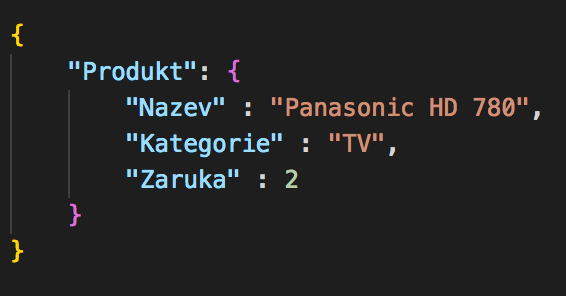 {
"Produkt": {
"Nazev" : "Panasonic HD 780",
"Kategorie" : "TV",
"Zaruka" : 2
}
}